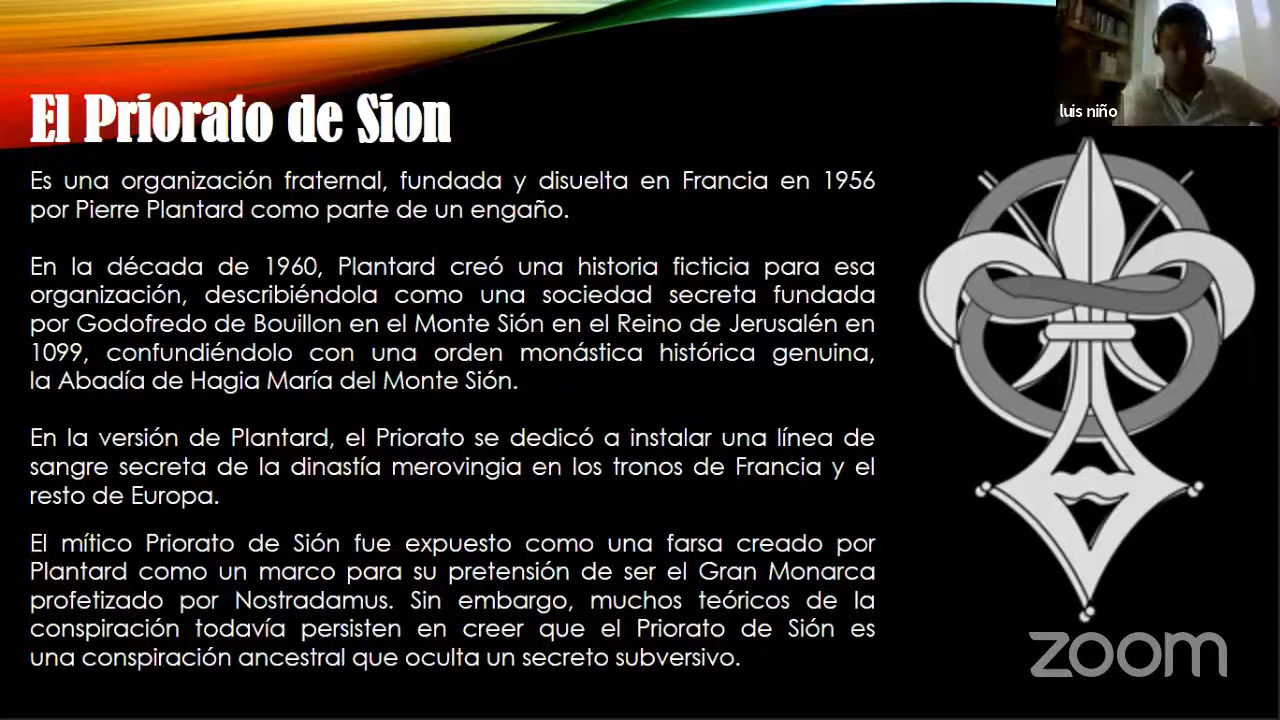 El Priorato de Sion
luis niño
Es una organización fraternal, fundada y disuelta en Francia en 1956
por Pierre Plantard como parte de un engaño.
En la década de 1960, Plantard creó una historia ficticia para esa
organización, describiéndola como una sociedad secreta fundada
por Godofredo de Bouillon en el Monte Sión en el Reino de Jerusalén en
1099, confundiéndolo con una orden monástica histórica genuina,
la Abadía de Hagia María del Monte Sión.
En la versión de Plantard, el Priorato se dedicó a instalar una línea de
sangre secreta de la dinastía merovingia en los tronos de Francia y el
resto de Europa.
El mítico Priorato de Sión fue expuesto como una farsa creado por
Plantard como un marco para su pretensión de ser el Gran Monarca
profetizado por Nostradamus. Sin embargo, muchos teóricos de la
conspiración todavía persisten en creer que el Priorato de Sión es
una conspiración ancestral que oculta un secreto subversivo.
zoom